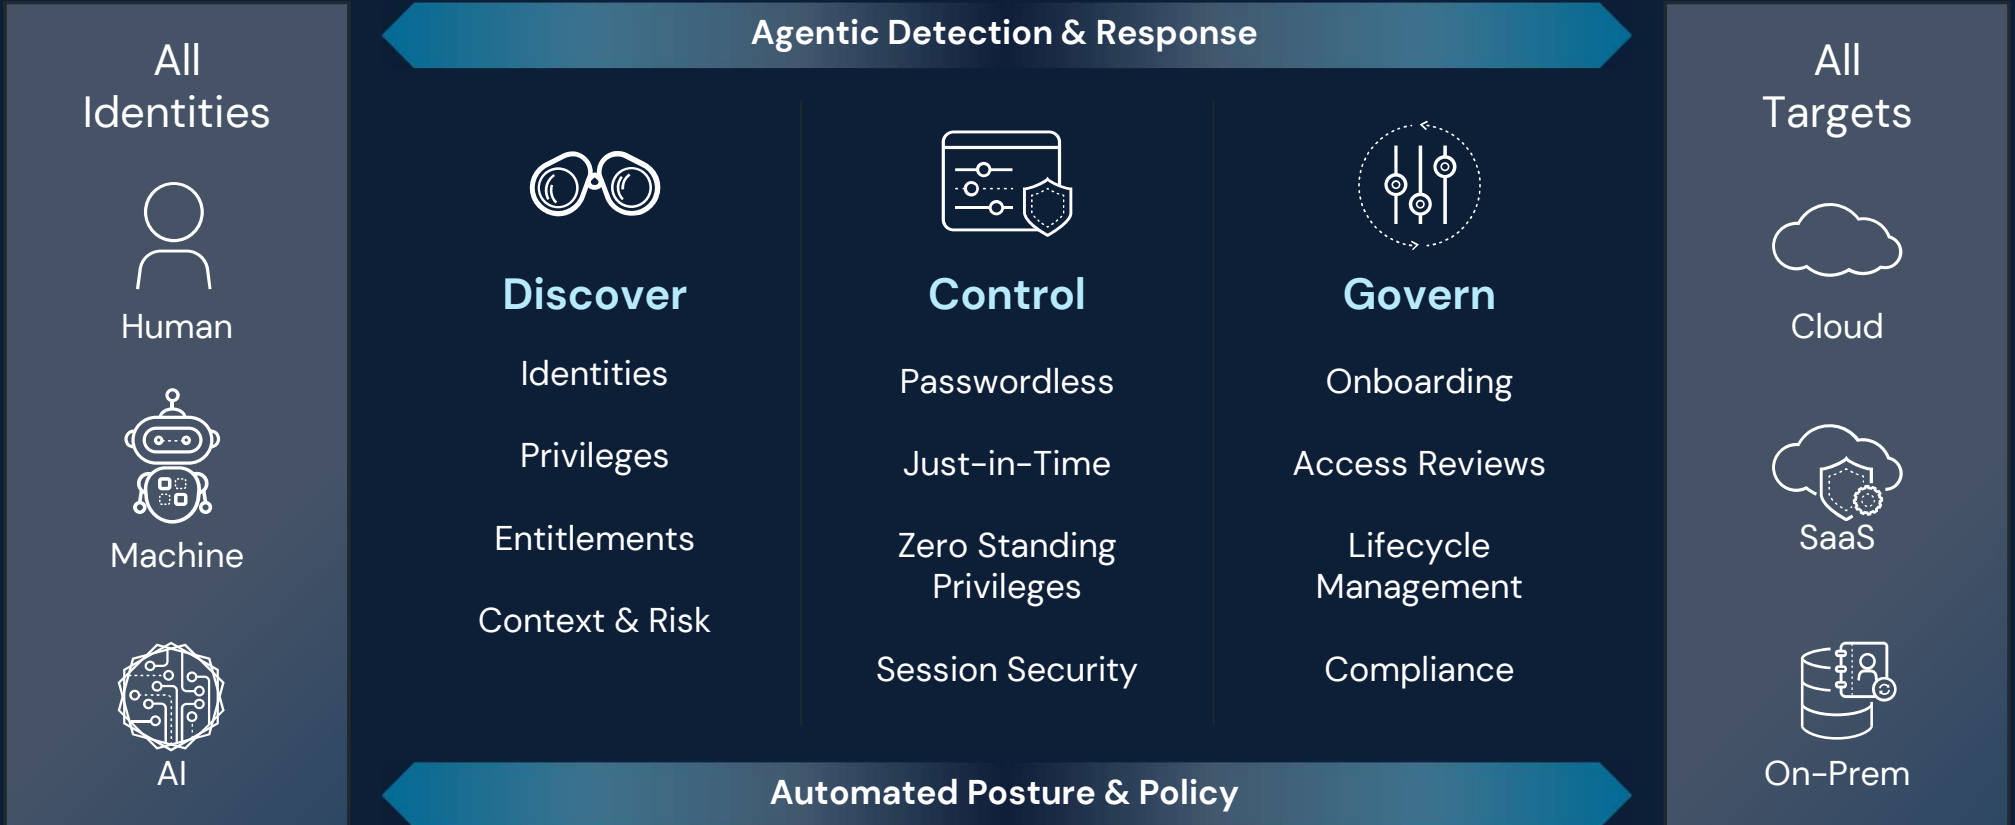 All
Identities
Human
Machine
AI
Agentic Detection & Response
Discover
Identities
Privileges
Entitlements
Context & Risk
Control
Passwordless
Just-in-Time
Zero Standing
Privileges
Session Security
Govern
Onboarding
Access Reviews
Lifecycle
Management
Compliance
Automated Posture & Policy
All
Targets
Cloud
SaaS
On-Prem